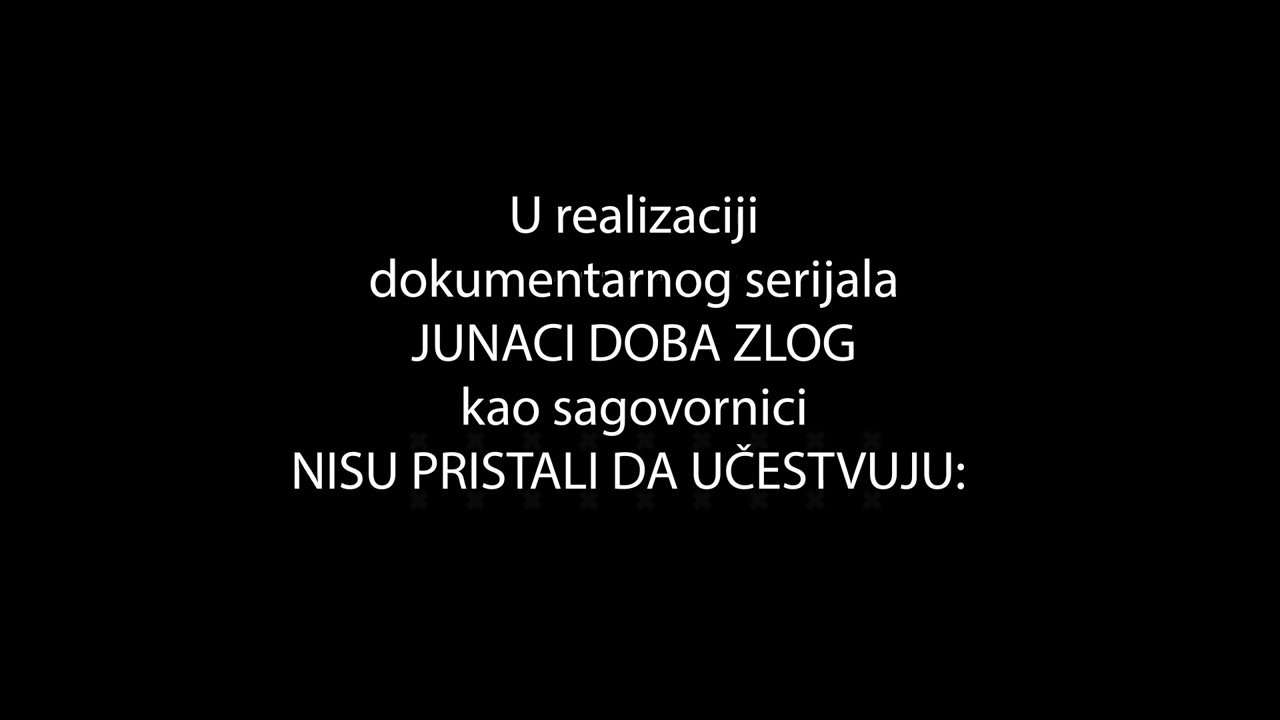 U realizaciji
dokumentarnog serijala
JUNACI DOBA ZLOG
kao sagovornici
NISU PRISTALI DA UČESTVUJU: